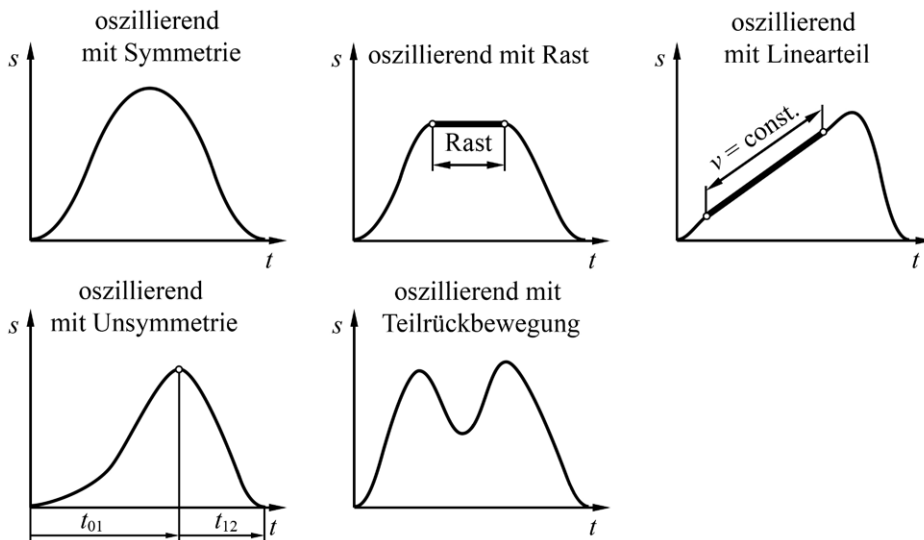 oszillierend
mit Symmetrie
s
t
oszillierend mit Rast
s
Rast
t
oszillierend
mit Linearteil
s
v = const.
t
oszillierend
mit Unsymmetrie
s
t01
t12
t
oszillierend mit
Teilrückbewegung
s
t